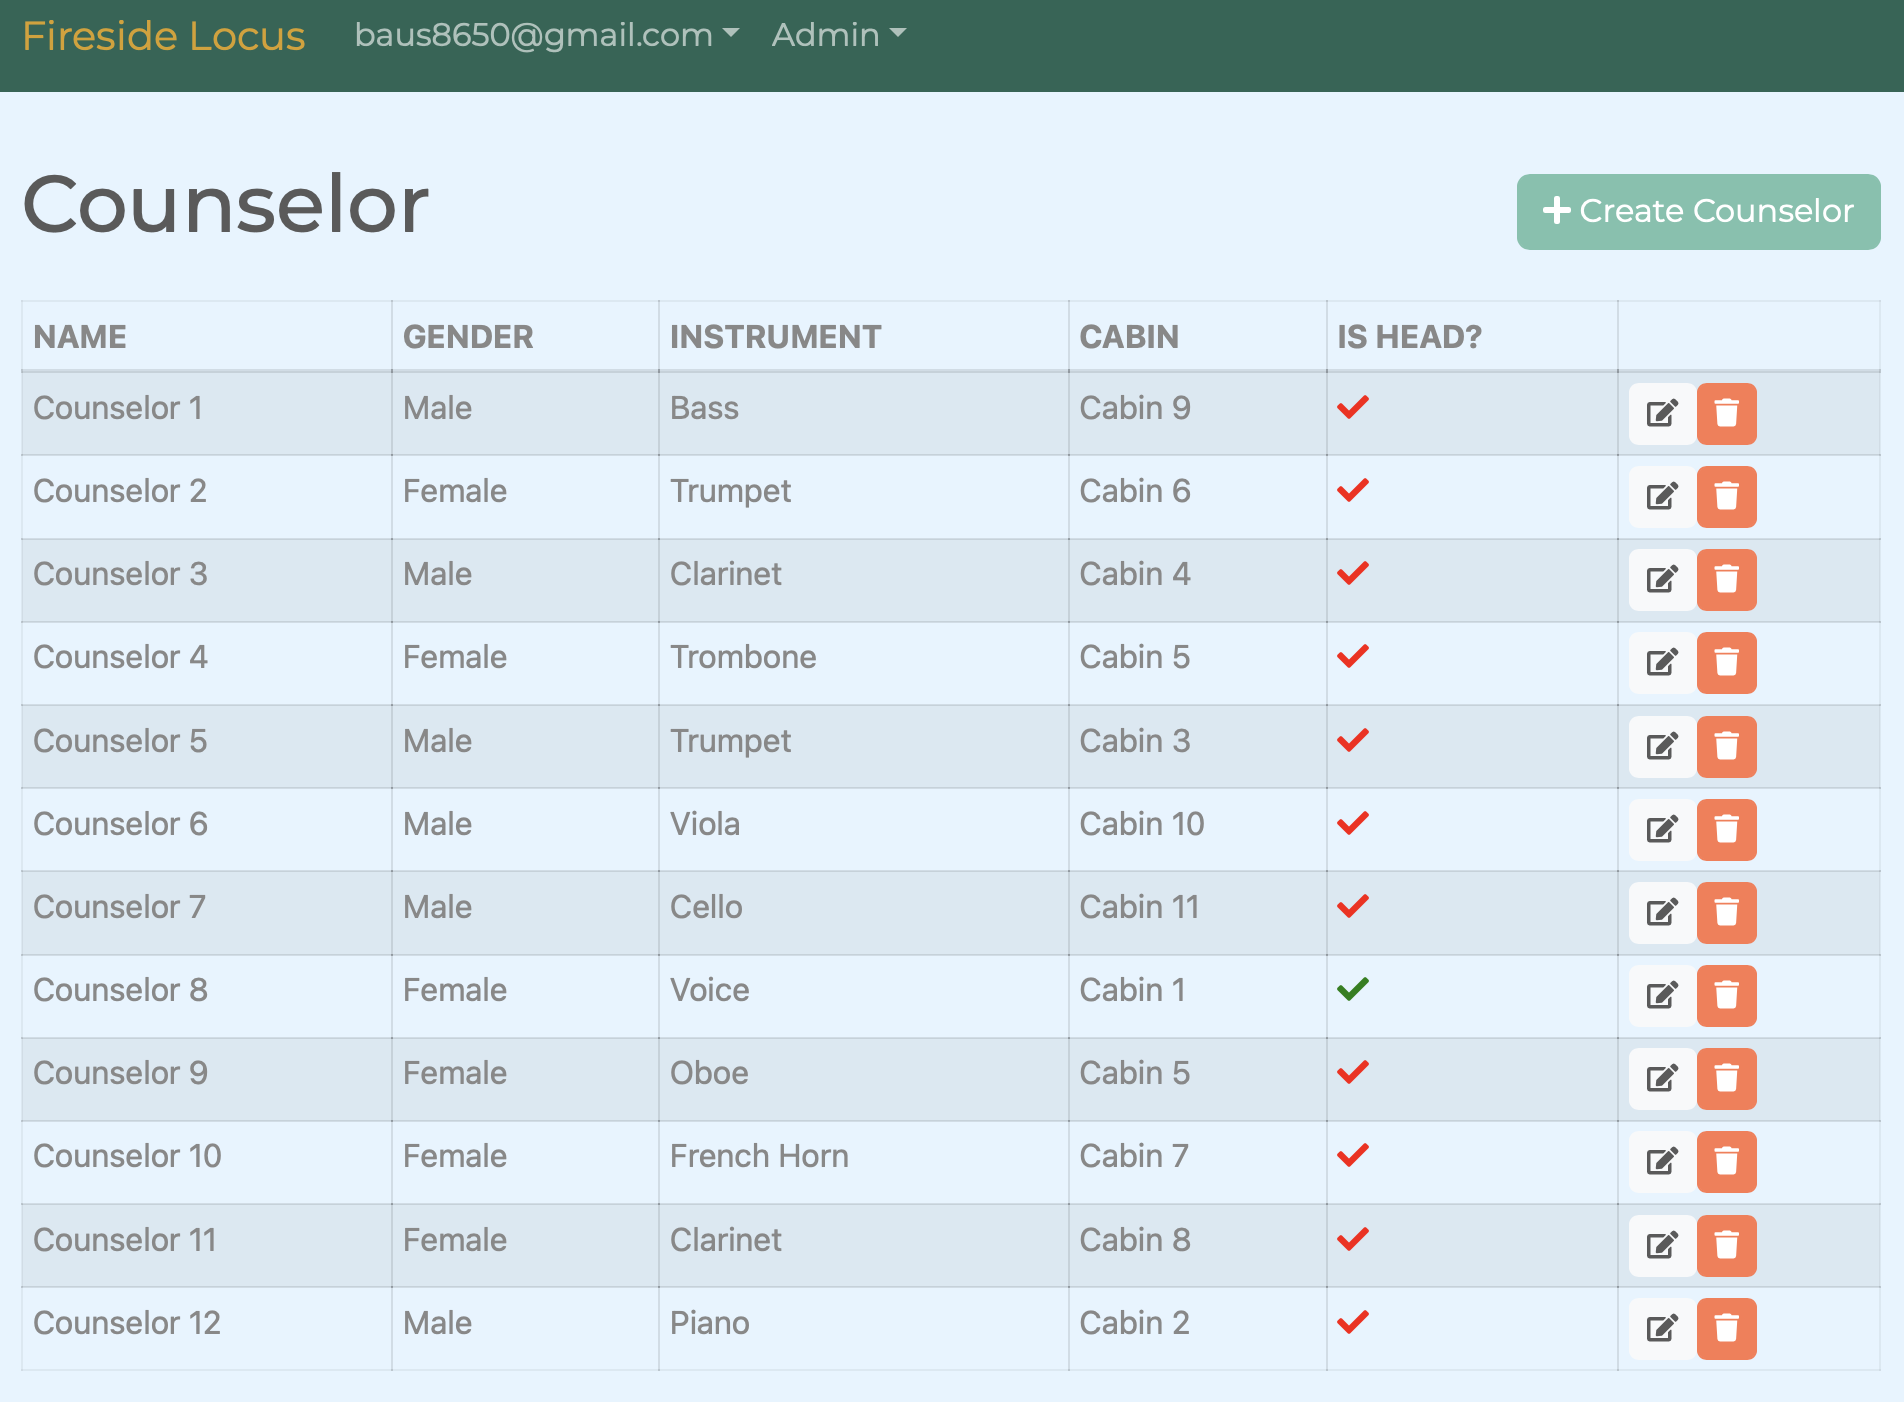 Fireside Locus baus8650@gmail.com Admin
Counselor
Create Counselor
NAME GENDER INSTRUMENT CABIN IS HEAD?
Counselor 1 Male Bass Cabin 9
Counselor 2 Female Trumpet Cabin 6
Counselor 3 Male Clarinet Cabin 4
Counselor 4 Female Trombone Cabin 5
Counselor 5 Male Trumpet Cabin 3
Counselor 6 Male Viola Cabin 10
Counselor 7 Male Cello Cabin 11
Counselor 8 Female Voice Cabin 1
Counselor 9 Female Oboe Cabin 5
Counselor 10 Female French Horn Cabin 7
Counselor 11 Female Clarinet Cabin 8
Counselor 12 Male Piano Cabin 2